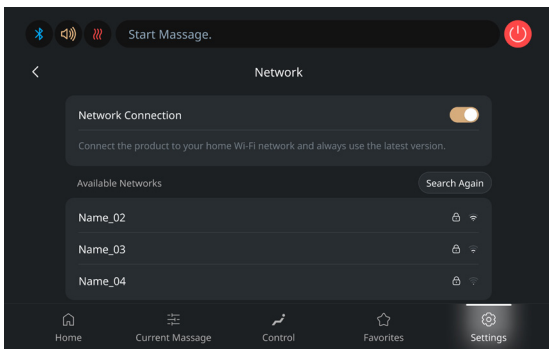 Start Massage.
Network
Network Connection
Connect the product to your home Wi-Fi network and always use the latest version.
Available Networks
Search Again
Name_02
Name_03
Name_04
Home
Current Massage
Control
Favorites
Settings